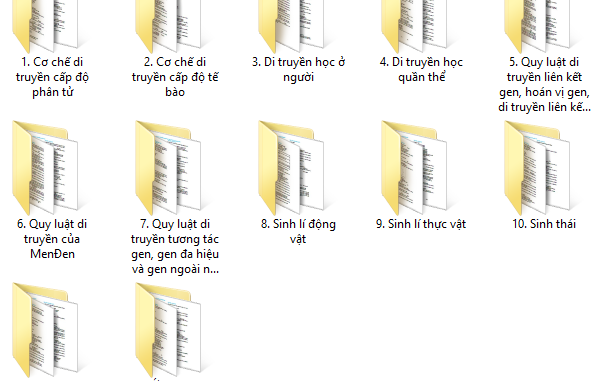 1. Cơ chế di
truyền cấp độ
phân tử
2. Cơ chế di
truyền cấp độ tế
bào
3. Di truyền học ở
người
4. Di truyền học
quần thể
5. Quy luật di
truyền liên kết
gen, hoán vị gen,
di truyền liên kế...
6. Quy luật di
truyền của
MenĐen
7. Quy luật di
truyền tương tác
gen, gen đa hiệu
và gen ngoài n...
8. Sinh lí động
vật
9. Sinh lí thực vật
10. Sinh thái